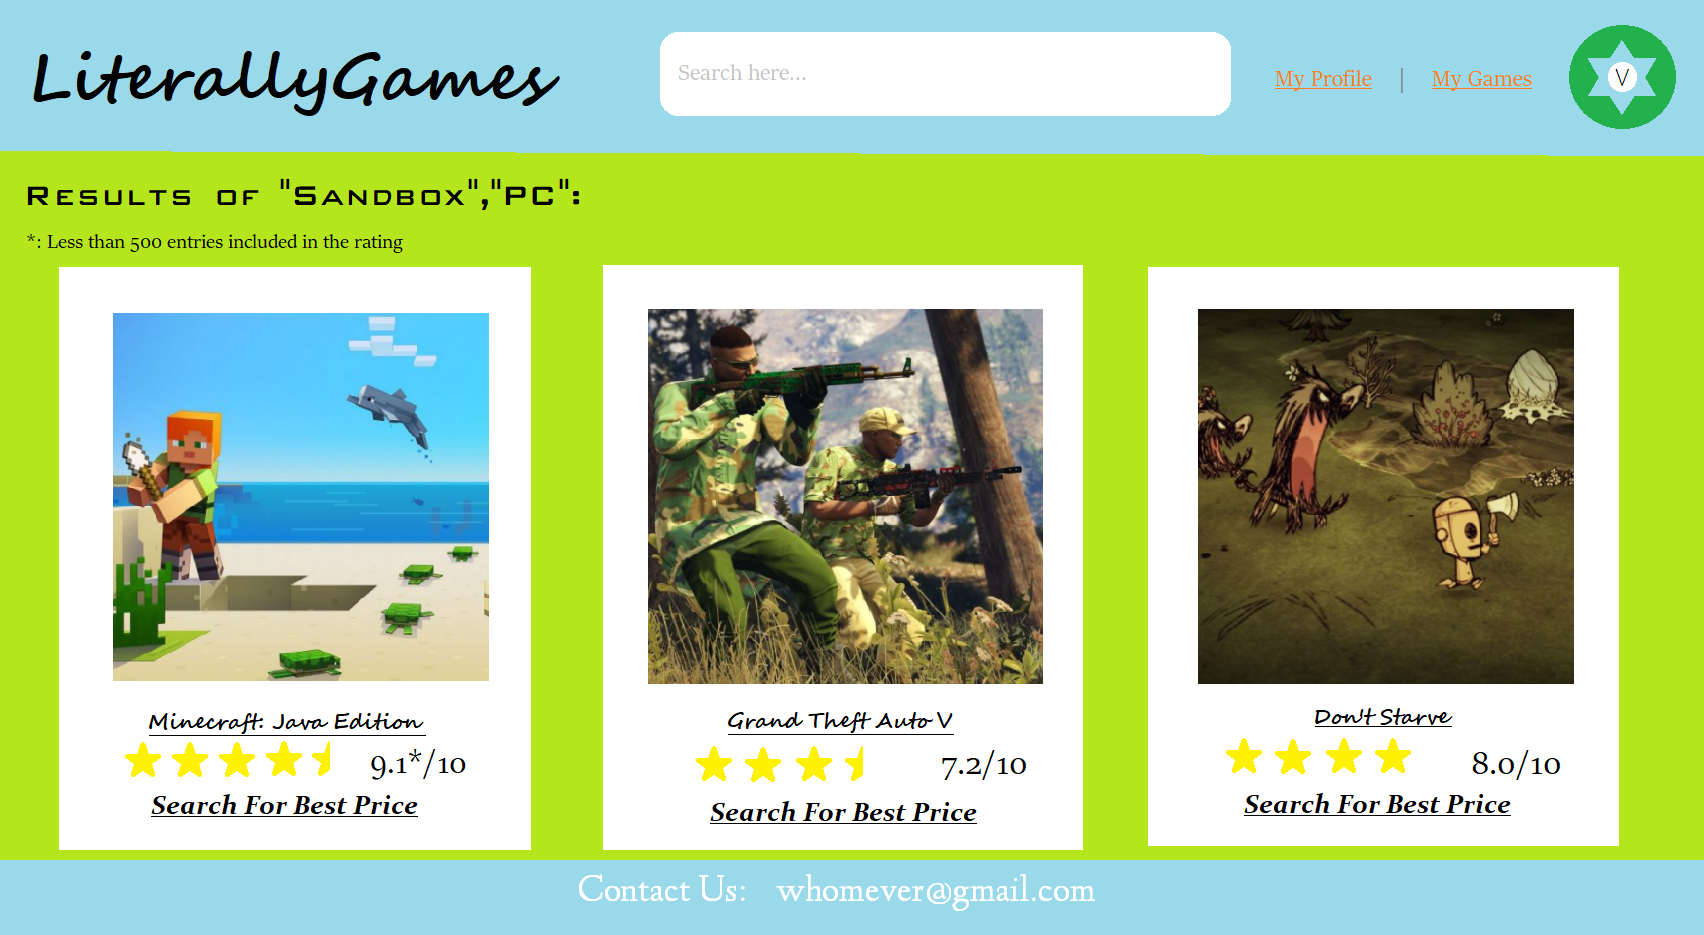 LiterallyGames
Search here...
My Profile | My Games
V
Results of "Sandbox","PC":
*: Less than 500 entries included in the rating
Minecraft: Java Edition
9.1*/10
Search For Best Price
Grand Theft Auto V
7.2/10
Search For Best Price
Don't Starve
8.0/10
Search For Best Price
Contact Us: whomever@gmail.com